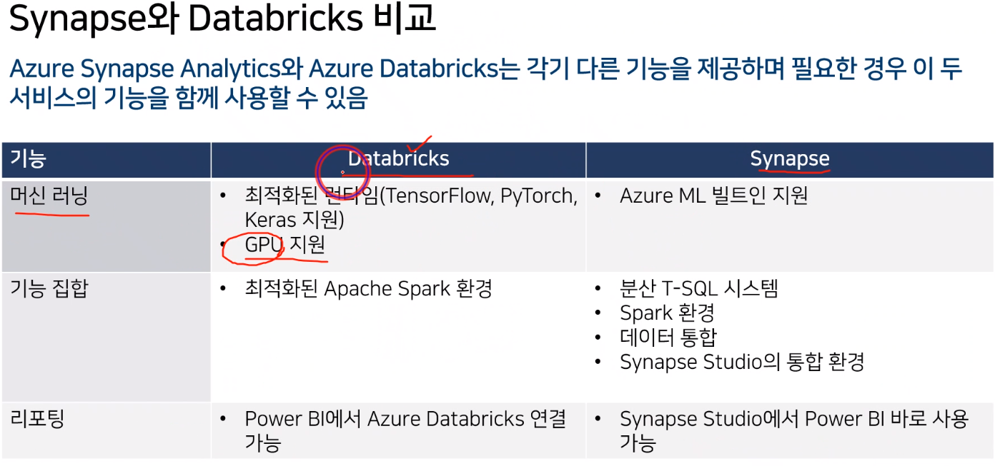 Synapse와 Databricks 비교
Azure Synapse Analytics와 Azure Databricks는 각기 다른 기능을 제공하며 필요한 경우 이 두
서비스의 기능을 함께 사용할 수 있음
기능
Databricks
Synapse
머신 러닝
• 최적화된 런타임(TensorFlow, PyTorch,
Keras 지원)
• GPU 지원
• Azure ML 빌트인 지원
기능 집합
• 최적화된 Apache Spark 환경
• 분산 T-SQL 시스템
• Spark 환경
• 데이터 통합
• Synapse Studio의 통합 환경
리포팅
• Power BI에서 Azure Databricks 연결
가능
• Synapse Studio에서 Power BI 바로 사용
가능